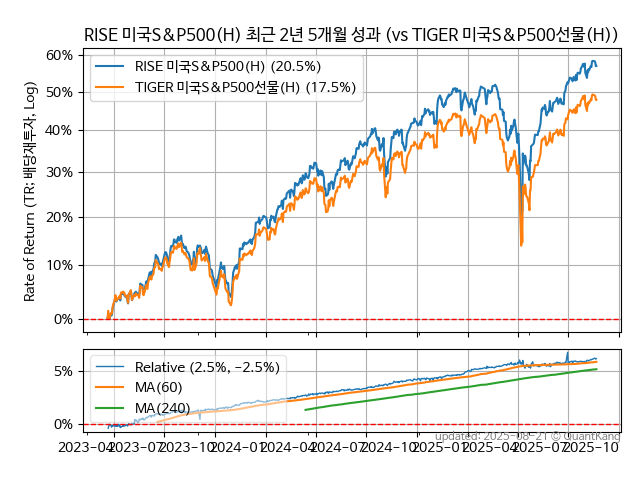 RISE 미국S&P500(H) 최근 2년 5개월 성과 (vs TIGER 미국S&P500선물(H))
60%
50%
40%
30%
20%
10%
0%
Rate of Return (TR: 배당재투자, Log)
RISE 미국S&P500(H) (20.5%)
TIGER 미국S&P500선물(H) (17.5%)
5%
0%
Relative (2.5%, -2.5%)
MA(60)
MA(240)
2023-04 2023-07 2023-10 2024-01 2024-04 2024-07 2024-10 2025-01 2025-04 2025-07 2025-10
updated: 2025-08-21 © QuantKang